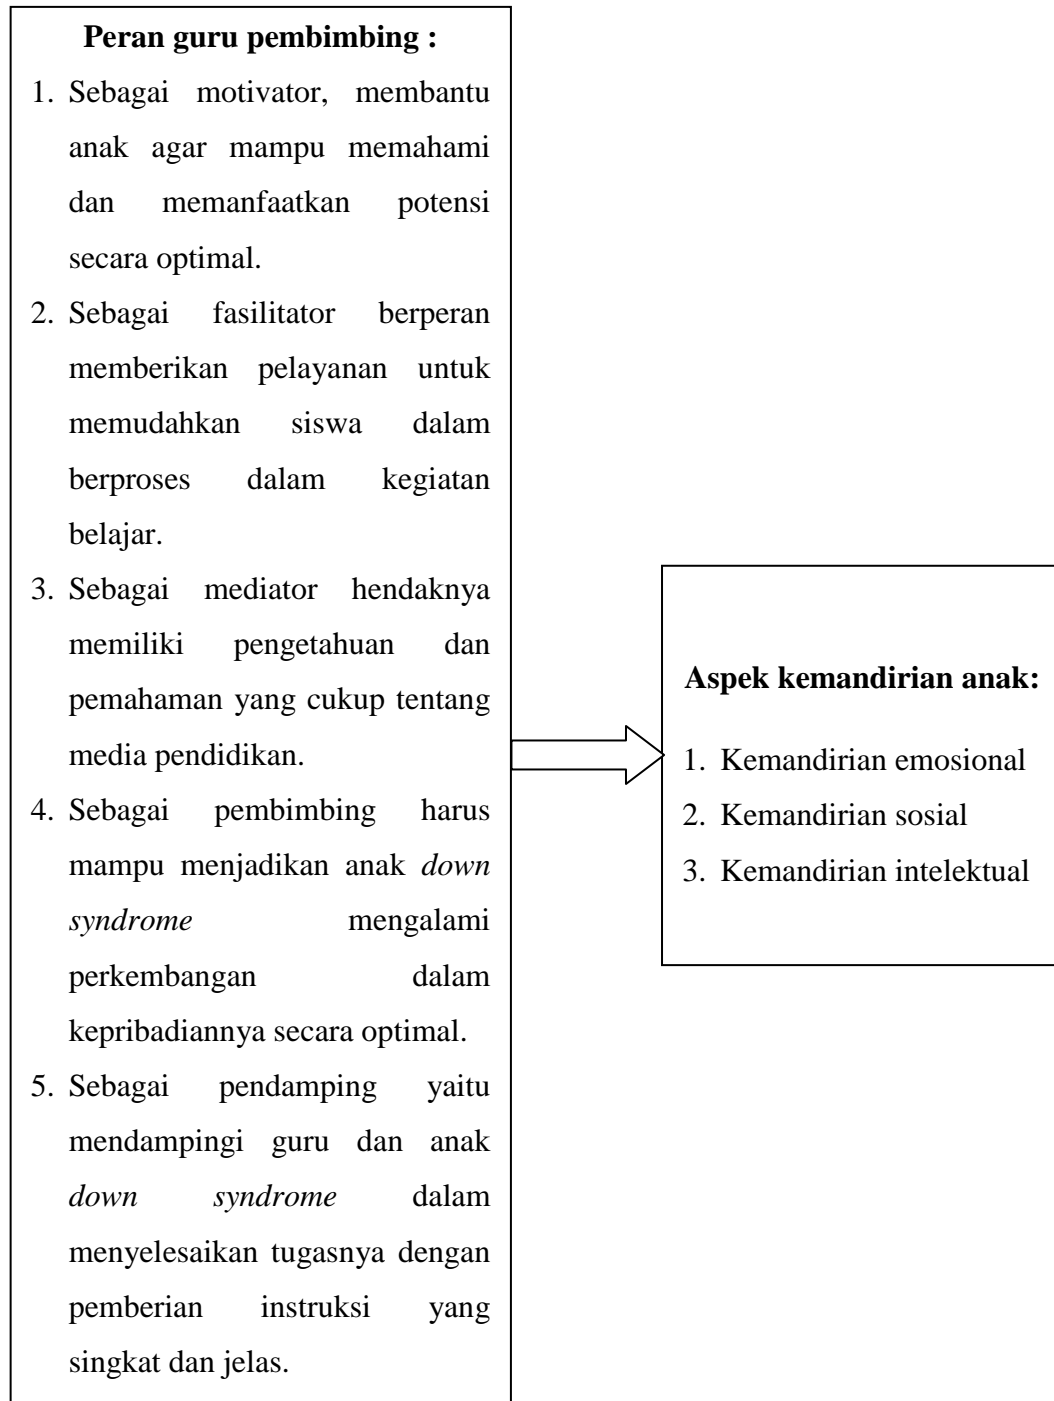 Peran guru pembimbing :
1. Sebagai motivator, membantu
anak agar mampu memahami
dan memanfaatkan potensi
secara optimal.
2. Sebagai fasilitator berperan
memberikan pelayanan untuk
memudahkan siswa dalam
berproses dalam kegiatan
belajar.
3. Sebagai mediator hendaknya
memiliki pengetahuan dan
pemahaman yang cukup tentang
media pendidikan.
4. Sebagai pembimbing harus
mampu menjadikan anak down
syndrome mengalami
perkembangan dalam
kepribadiannya secara optimal.
5. Sebagai pendamping yaitu
mendampingi guru dan anak
down syndrome dalam
menyelesaikan tugasnya dengan
pemberian instruksi yang
singkat dan jelas.
Aspek kemandirian anak:
1. Kemandirian emosional
2. Kemandirian sosial
3. Kemandirian intelektual